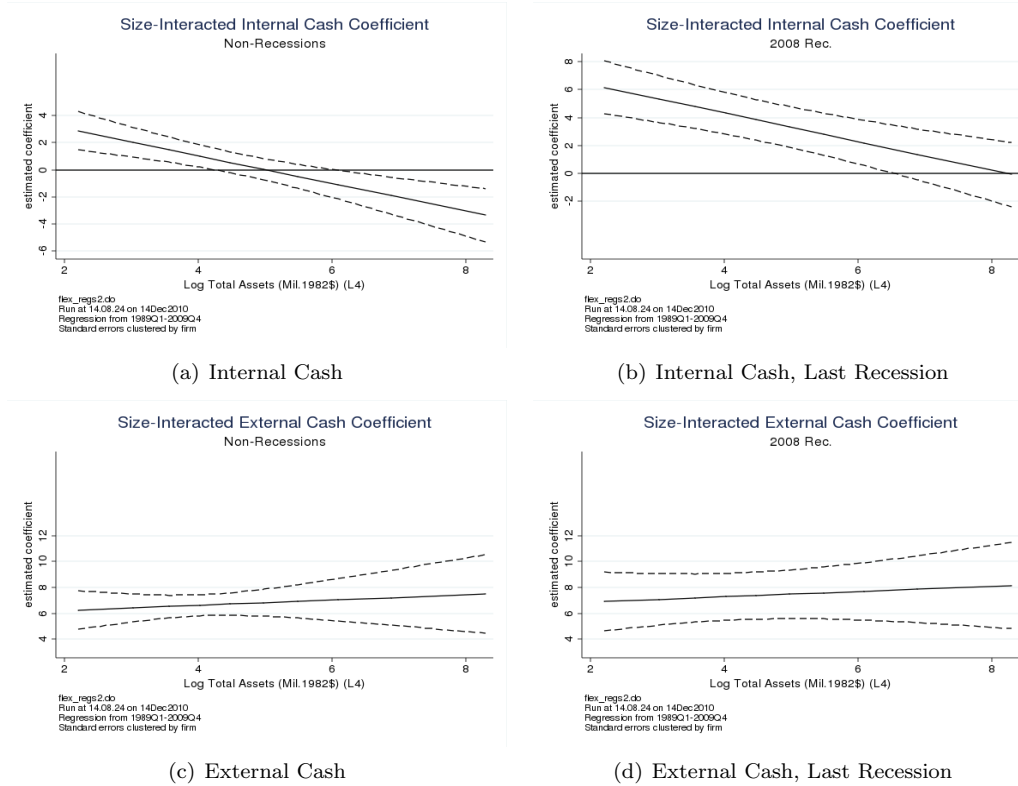 Size-Interacted Internal Cash Coefficient
Non-Recessions
estimated coefficient
4
2
0
-2
-4
-6
2 4 6 8
Log Total Assets (Mil.1982$) (L4)
flex_regs2.do
Run at 14.08.24 on 14Dec2010
Regression from 1989Q1-2009Q4
Standard errors clustered by firm
(a) Internal Cash
Size-Interacted Internal Cash Coefficient
2008 Rec.
estimated coefficient
8
6
4
2
0
-2
2 4 6 8
Log Total Assets (Mil.1982$) (L4)
flex_regs2.do
Run at 14.08.24 on 14Dec2010
Regression from 1989Q1-2009Q4
Standard errors clustered by firm
(b) Internal Cash, Last Recession
Size-Interacted External Cash Coefficient
Non-Recessions
estimated coefficient
12
10
8
6
4
2 4 6 8
Log Total Assets (Mil.1982$) (L4)
flex_regs2.do
Run at 14.08.24 on 14Dec2010
Regression from 1989Q1-2009Q4
Standard errors clustered by firm
(c) External Cash
Size-Interacted External Cash Coefficient
2008 Rec.
estimated coefficient
12
10
8
6
4
2 4 6 8
Log Total Assets (Mil.1982$) (L4)
flex_regs2.do
Run at 14.08.24 on 14Dec2010
Regression from 1989Q1-2009Q4
Standard errors clustered by firm
(d) External Cash, Last Recession